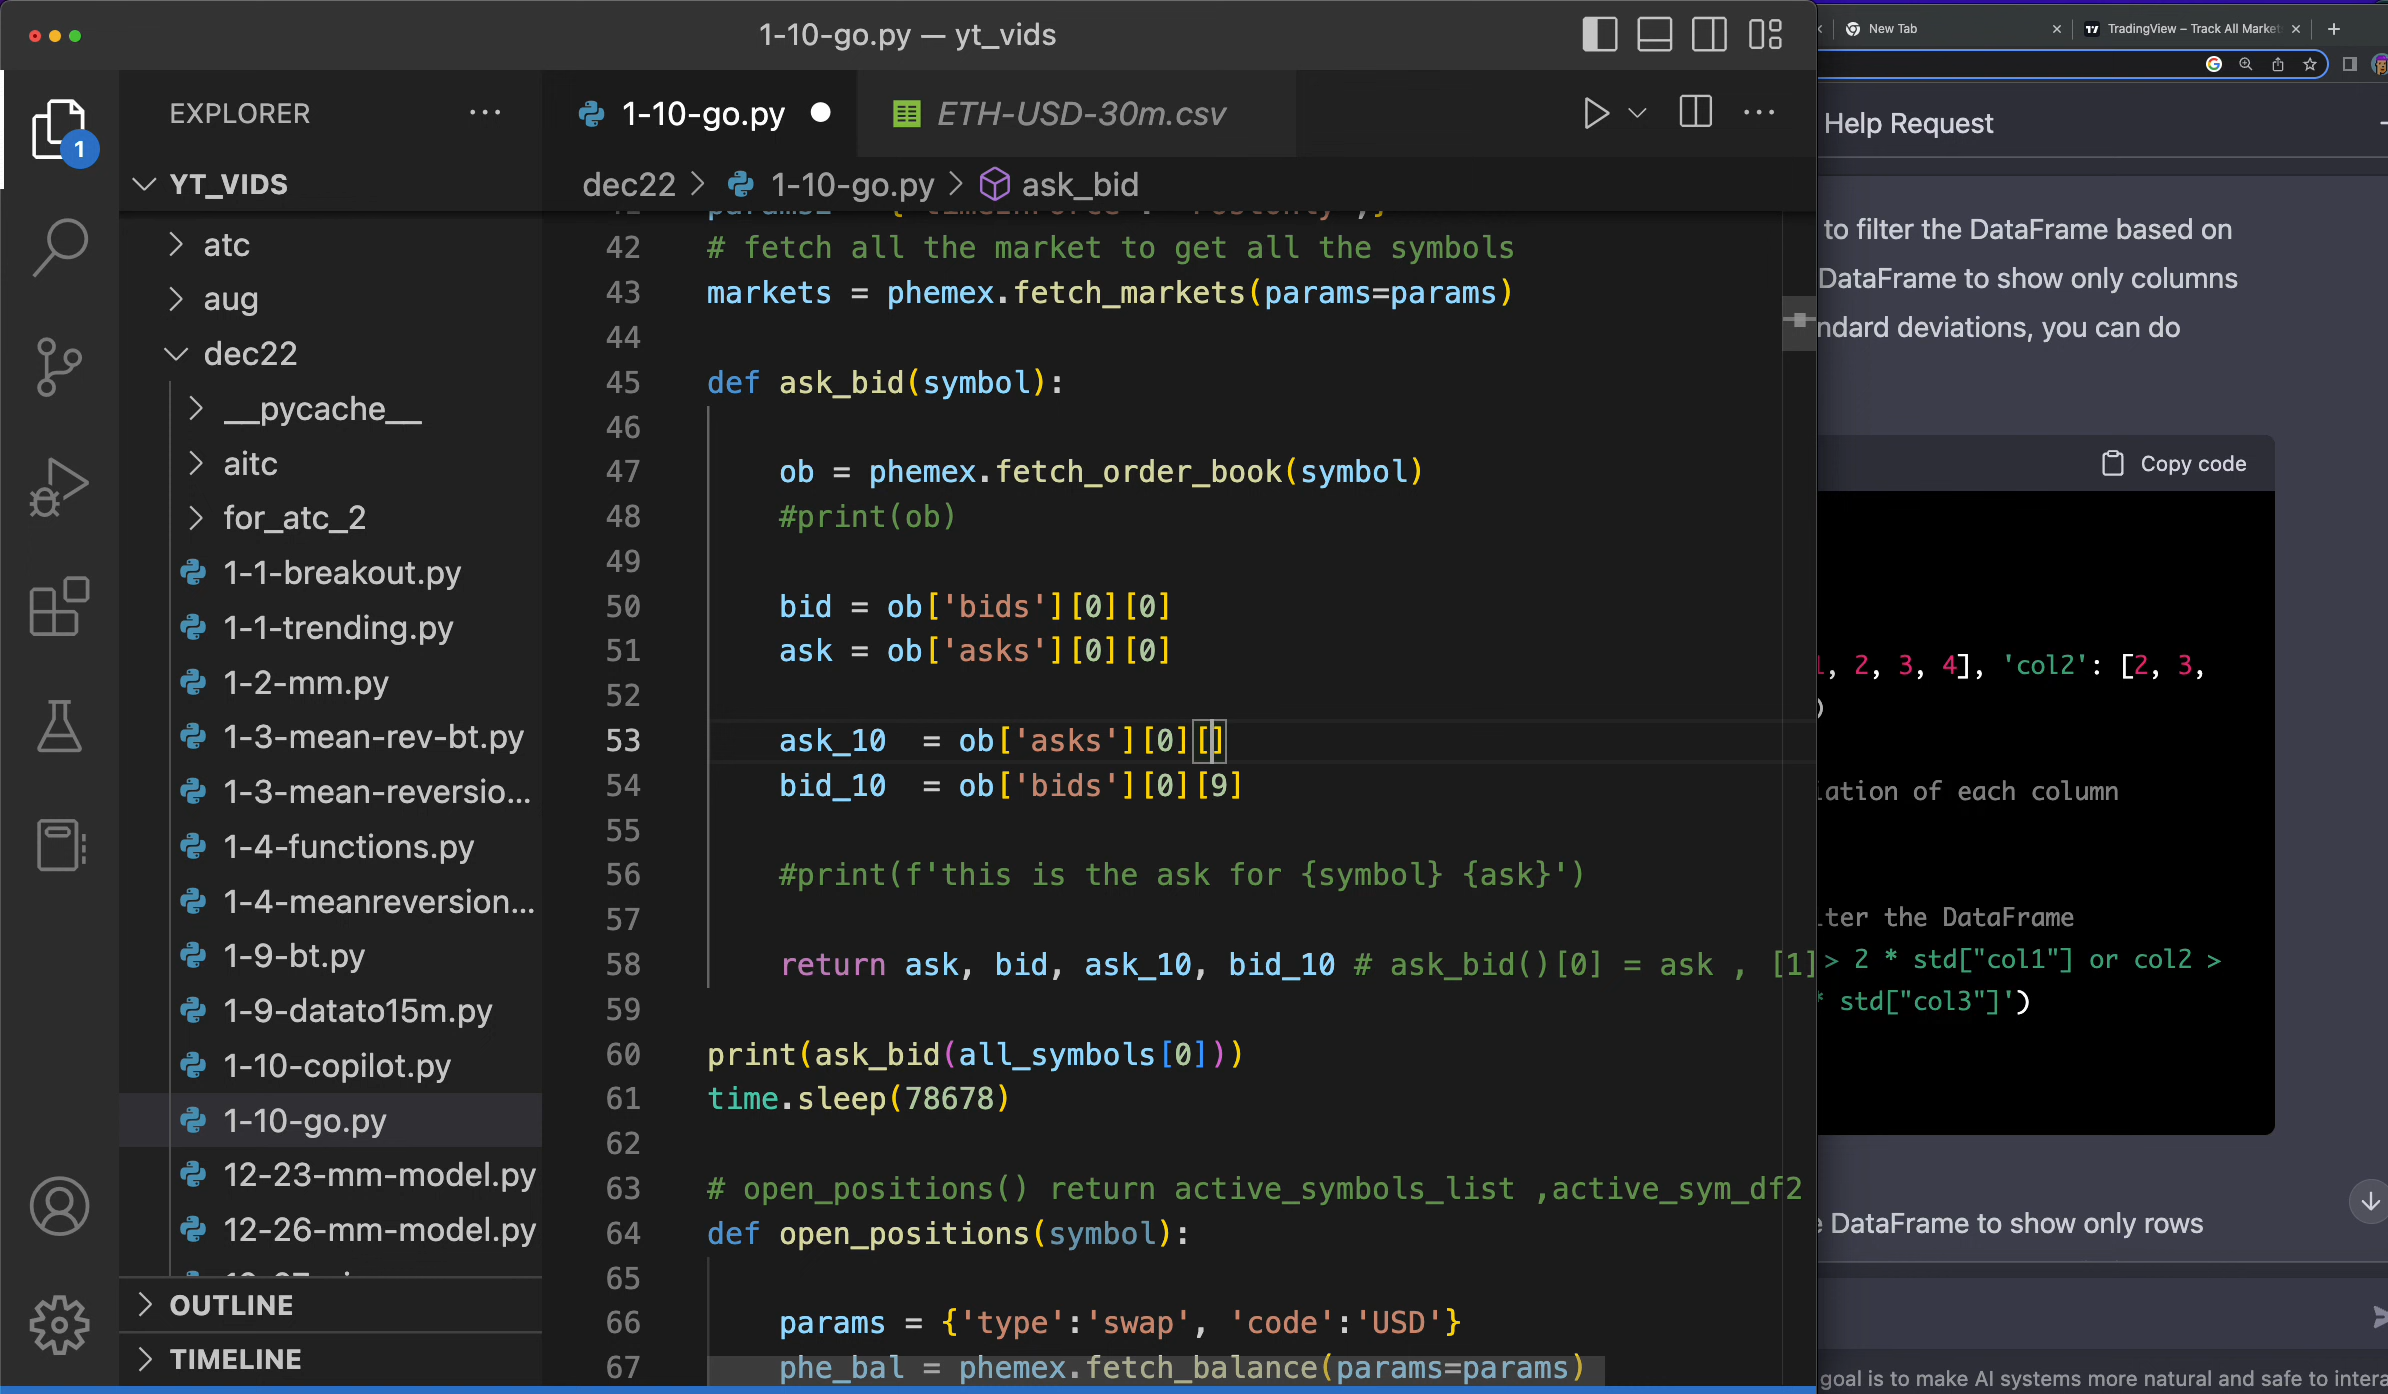 1-10-go.py — yt_vids
New Tab
TradingView – Track All Market
EXPLORER
1-10-go.py
ETH-USD-30m.csv
1
YT_VIDS
dec22 > 1-10-go.py > ask_bid
atc
aug
dec22
__pycache__
aitc
for_atc_2
1-1-breakout.py
1-1-trending.py
1-2-mm.py
1-3-mean-rev-bt.py
1-3-mean-reversio...
1-4-functions.py
1-4-meanreversion...
1-9-bt.py
1-9-datato15m.py
1-10-copilot.py
1-10-go.py
12-23-mm-model.py
12-26-mm-model.py
OUTLINE
TIMELINE
42 # fetch all the market to get all the symbols
43 markets = phemex.fetch_markets(params=params)
44
45 def ask_bid(symbol):
46
47 ob = phemex.fetch_order_book(symbol)
48 #print(ob)
49
50 bid = ob['bids'][0][0]
51 ask = ob['asks'][0][0]
52
53 ask_10  = ob['asks'][0][]
54 bid_10  = ob['bids'][0][9]
55
56 #print(f'this is the ask for {symbol} {ask}')
57
58 return ask, bid, ask_10, bid_10 # ask_bid()[0] = ask , [1]
59
60 print(ask_bid(all_symbols[0]))
61 time.sleep(78678)
62
63 # open_positions() return active_symbols_list ,active_sym_df2
64 def open_positions(symbol):
65
66 params = {'type':'swap', 'code':'USD'}
67 phe_bal = phemex.fetch_balance(params=params)
Help Request
to filter the DataFrame based on
DataFrame to show only columns
ndard deviations, you can do
Copy code
, 2, 3, 4], 'col2': [2, 3,
)
iation of each column
lter the DataFrame
> 2 * std["col1"] or col2 >
* std["col3"]')
DataFrame to show only rows
goal is to make AI systems more natural and safe to intera